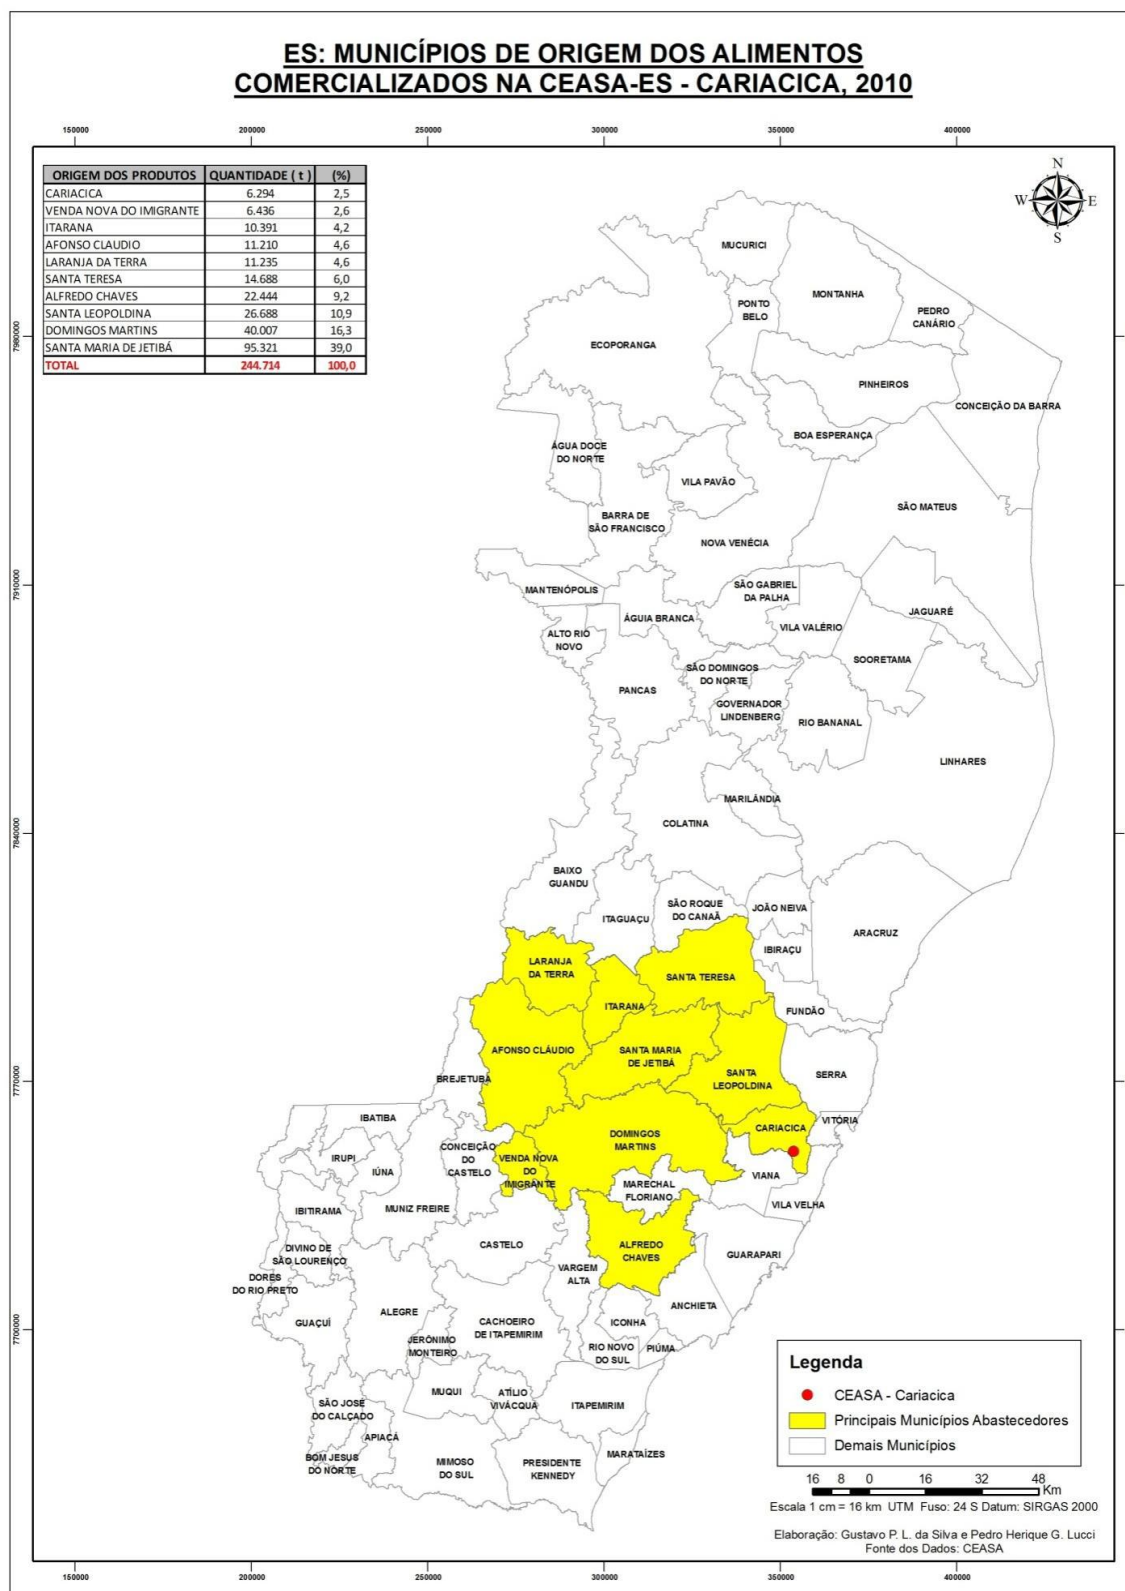 ES: MUNICÍPIOS DE ORIGEM DOS ALIMENTOS
COMERCIALIZADOS NA CEASA-ES - CARIACICA, 2010
150000 200000 250000 300000 350000 400000
ORIGEM DOS PRODUTOS QUANTIDADE ( t ) (%)
CARIACICA 6.294 2,5
VENDA NOVA DO IMIGRANTE 6.436 2,6
ITARANA 10.391 4,2
AFONSO CLAUDIO 11.210 4,6
LARANJA DA TERRA 11.235 4,6
SANTA TERESA 14.688 6,0
ALFREDO CHAVES 22.444 9,2
SANTA LEOPOLDINA 26.688 10,9
DOMINGOS MARTINS 40.007 16,3
SANTA MARIA DE JETIBÁ 95.321 39,0
TOTAL 244.714 100,0
N
W E
S
7980000
7910000
7840000
7770000
7700000
MUCURICI
MONTANHA
PONTO
BELO
PEDRO
CANÁRIO
ECOPORANGA
PINHEIROS
CONCEIÇÃO DA BARRA
BOA ESPERANÇA
ÁGUA DOCE
DO NORTE
VILA PAVÃO
SÃO MATEUS
BARRA DE
SÃO FRANCISCO
NOVA VENÉCIA
MANTENÓPOLIS
SÃO GABRIEL
DA PALHA
JAGUARÉ
ÁGUIA BRANCA
VILA VALÉRIO
ALTO RIO
NOVO
SOORETAMA
SÃO DOMINGOS
DO NORTE
PANCAS
GOVERNADOR
LINDENBERG
RIO BANANAL
LINHARES
MARILÂNDIA
COLATINA
BAIXO
GUANDU
SÃO ROQUE
DO CANAÃ
JOÃO NEIVA
ITAGUAÇU
ARACRUZ
IBIRAÇU
LARANJA
DA TERRA
SANTA TERESA
ITARANA
FUNDÃO
AFONSO CLÁUDIO
SANTA MARIA
DE JETIBÁ
SANTA
LEOPOLDINA
SERRA
BREJETUBA
IBATIBA
CARIACICA
VITÓRIA
DOMINGOS
MARTINS
CONCEIÇÃO
DO
CASTELO
IRUPI
IÚNA
VENDA NOVA
DO
IMIGRANTE
VIANA
MARECHAL
FLORIANO
VILA VELHA
IBITIRAMA
MUNIZ FREIRE
CASTELO
ALFREDO
CHAVES
GUARAPARI
DIVINO DE
SÃO LOURENÇO
VARGEM
ALTA
DORES
DO RIO PRETO
ANCHIETA
ALEGRE
GUAÇUÍ
CACHOEIRO
DE ITAPEMIRIM
ICONHA
JERÔNIMO
MONTEIRO
RIO NOVO
DO SUL
PIÚMA
MUQUI
ATÍLIO
VIVÁCQUA
ITAPEMIRIM
SÃO JOSÉ
DO CALÇADO
APIACÁ
BOM JESUS
DO NORTE
MIMOSO
DO SUL
PRESIDENTE
KENNEDY
MARATAÍZES
Legenda
CEASA - Cariacica
Principais Municípios Abastecedores
Demais Municípios
16 8 0 16 32 48
Km
Escala 1 cm = 16 km UTM Fuso: 24 S Datum: SIRGAS 2000
Elaboração: Gustavo P. L. da Silva e Pedro Herique G. Lucci
Fonte dos Dados: CEASA
150000 200000 250000 300000 350000 400000